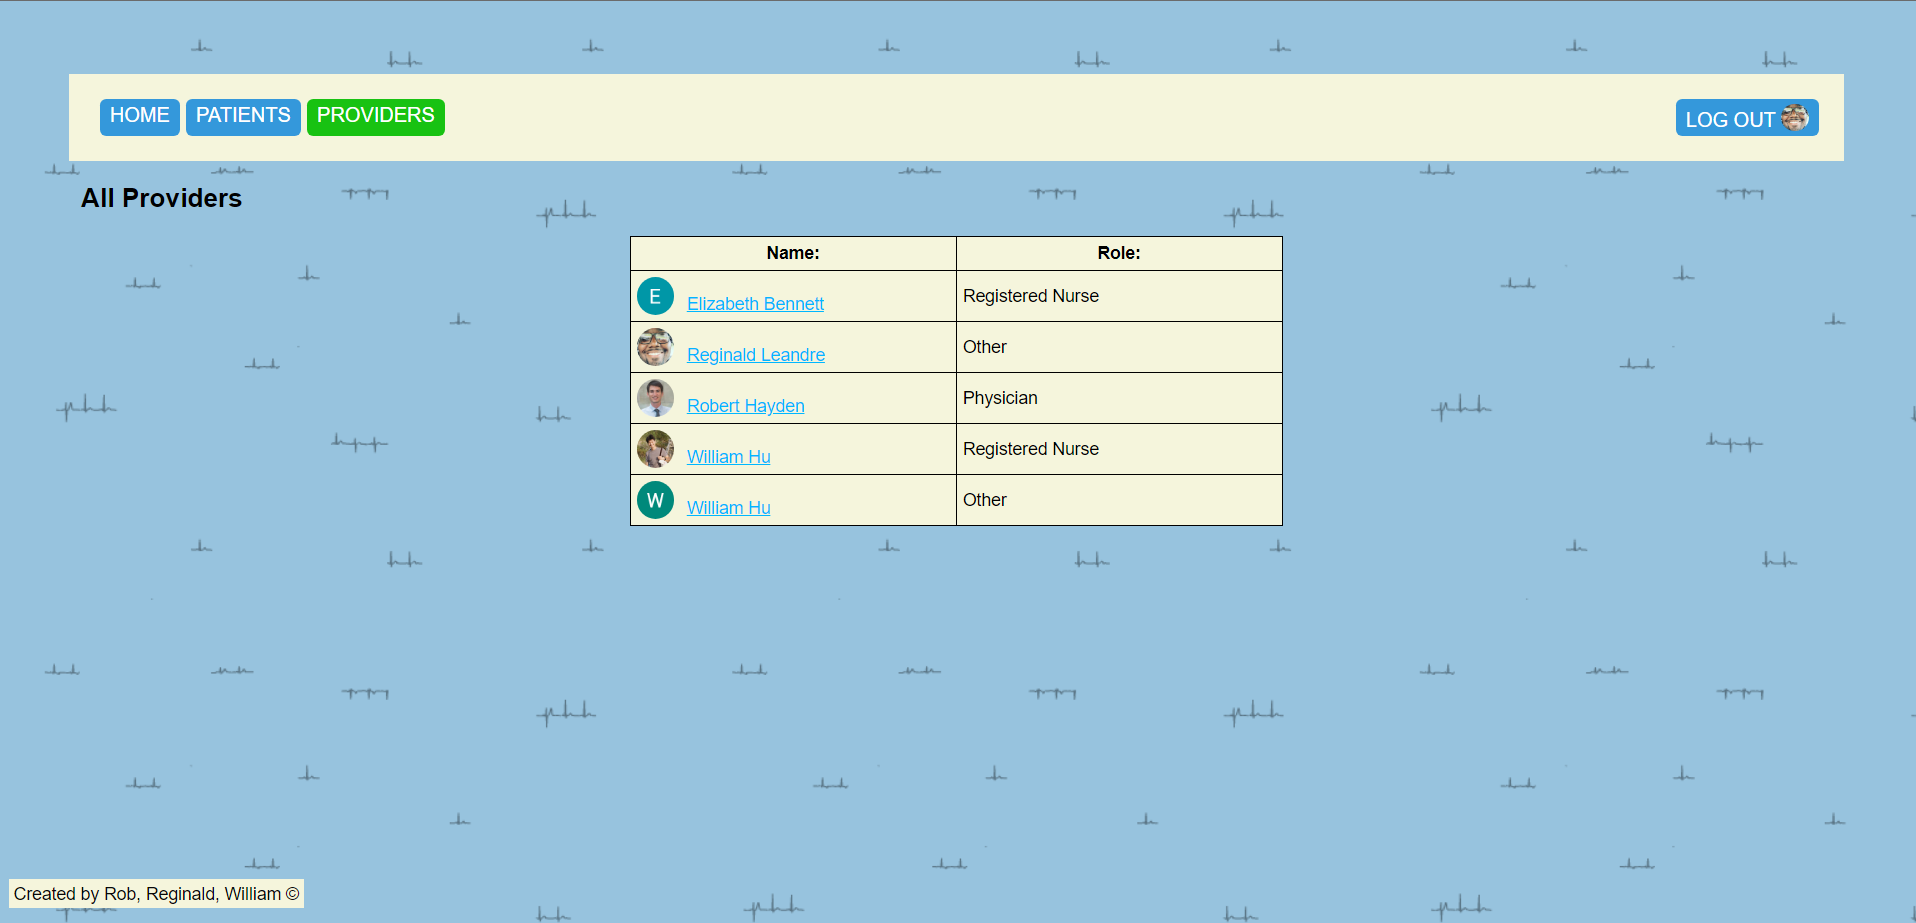 HOME PATIENTS PROVIDERS LOG OUT
All Providers
Name: Role:
E Elizabeth Bennett Registered Nurse
Reginald Leandre Other
Robert Hayden Physician
William Hu Registered Nurse
W William Hu Other
Created by Rob, Reginald, William ©